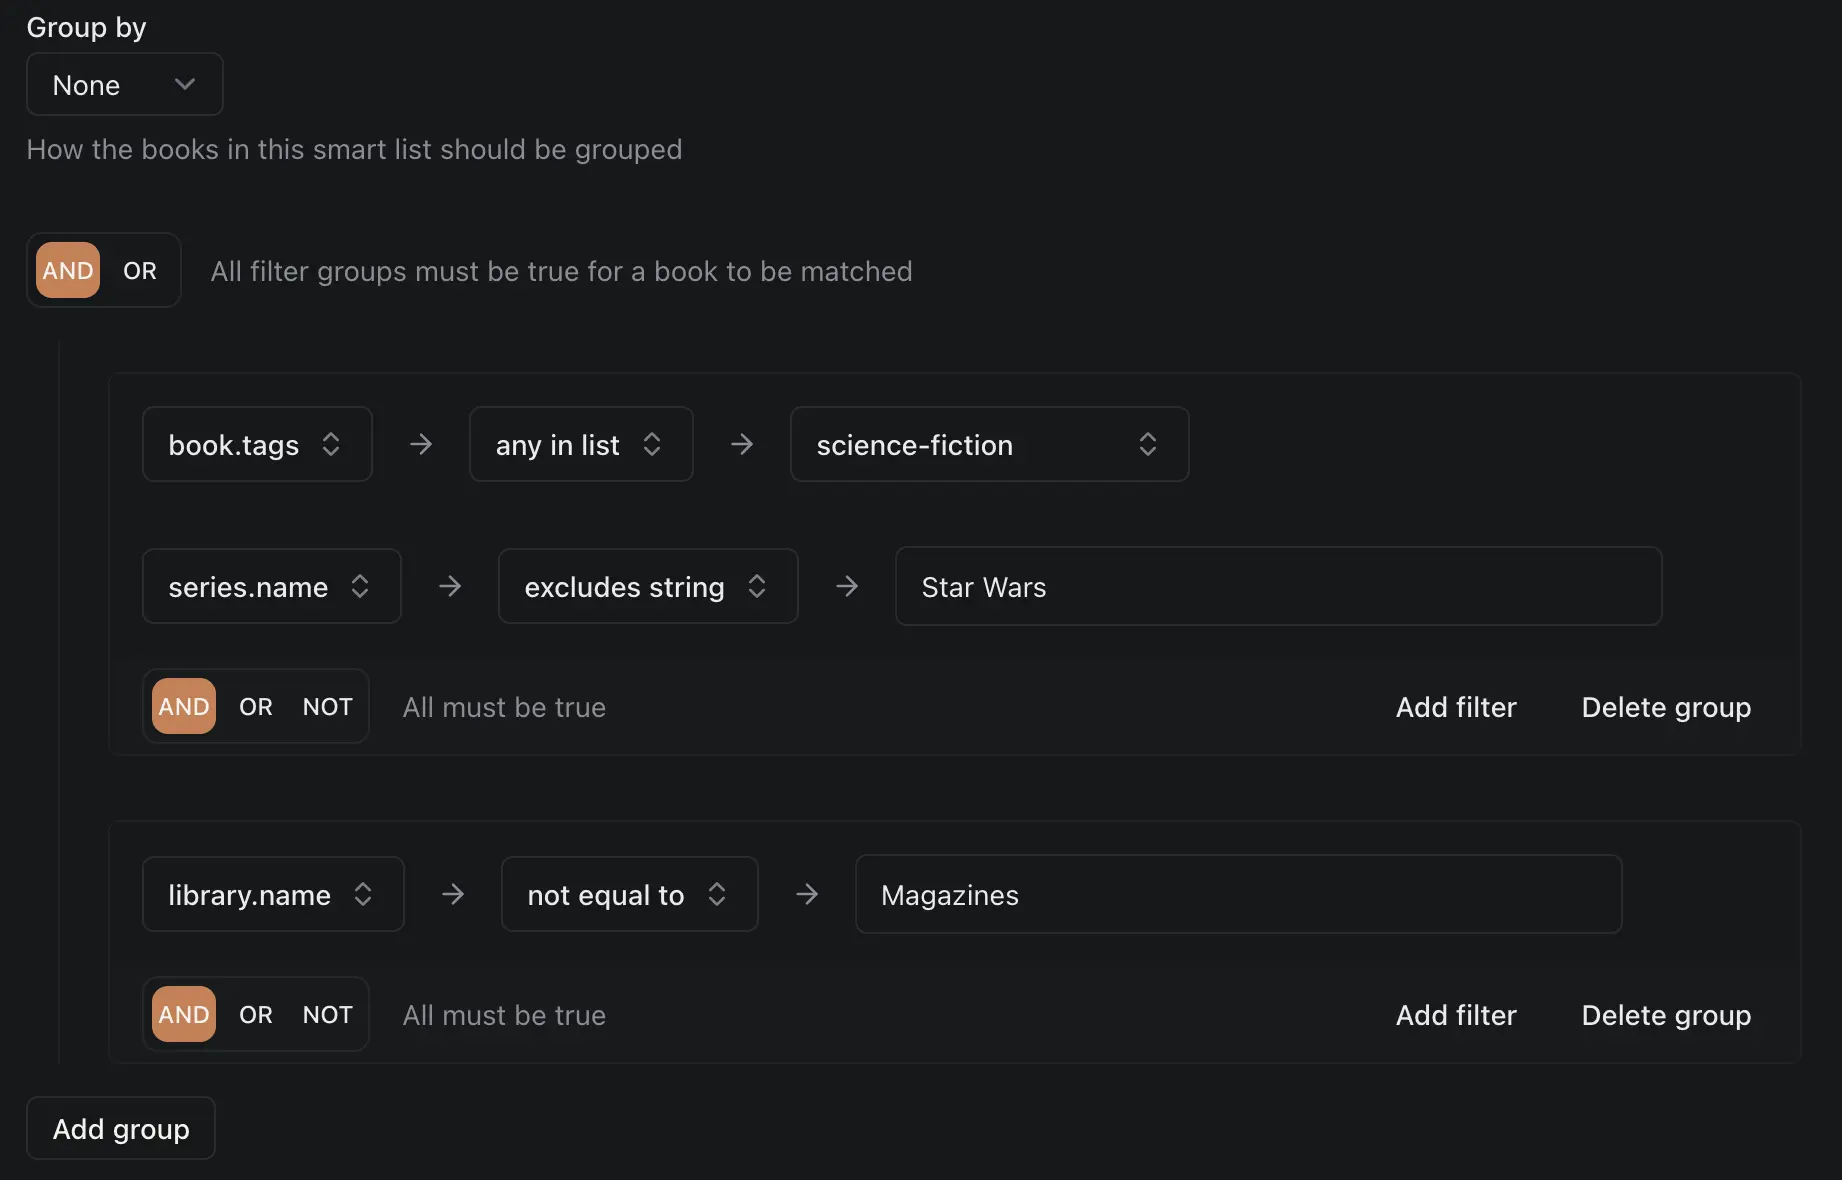 Group by
None
How the books in this smart list should be grouped
AND OR All filter groups must be true for a book to be matched
book.tags → any in list → science-fiction
series.name → excludes string → Star Wars
AND OR NOT All must be true Add filter Delete group
library.name → not equal to → Magazines
AND OR NOT All must be true Add filter Delete group
Add group